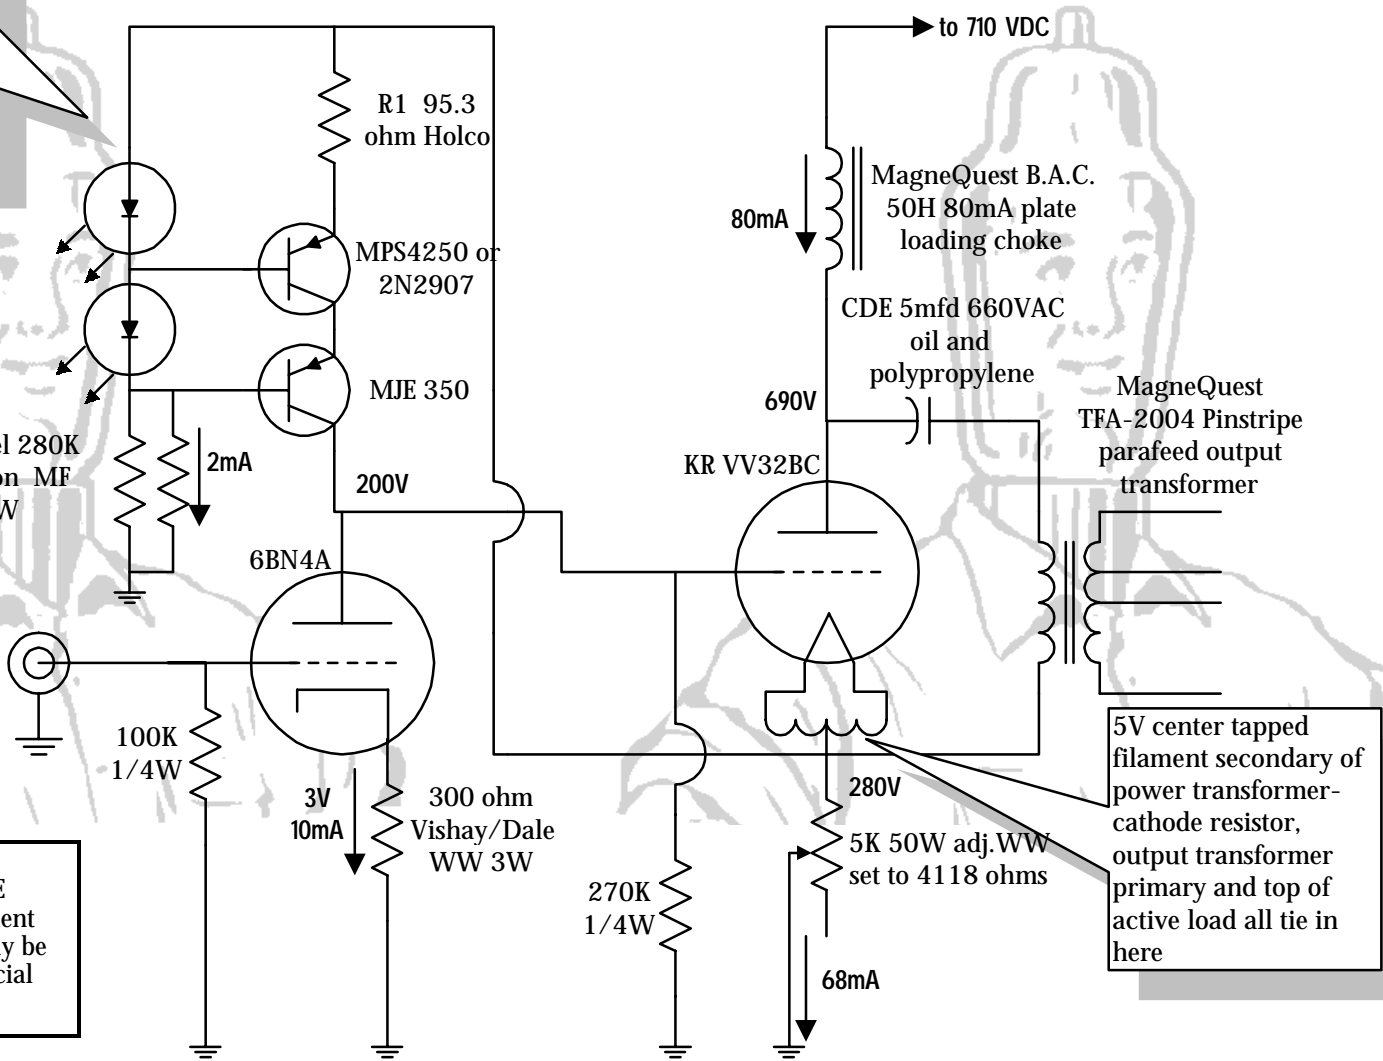 to 710 VDC
R1 95.3
ohm Holco
MagneQuest B.A.C.
50H 80mA plate
loading choke
80mA
MPS4250 or
2N2907
CDE 5mfd 660VAC
oil and
polypropylene
MJE 350
690V
MagneQuest
TFA-2004 Pinstripe
parafeed output
transformer
280K
MF
W
2mA
200V
KR VV32BC
6BN4A
100K
1/4W
3V
10mA
300 ohm
Vishay/Dale
WW 3W
280V
5K 50W adj.WW
set to 4118 ohms
270K
1/4W
68mA
5V center tapped
filament secondary of
power transformer-
cathode resistor,
output transformer
primary and top of
active load all tie in
here
E
ent
y be
cial